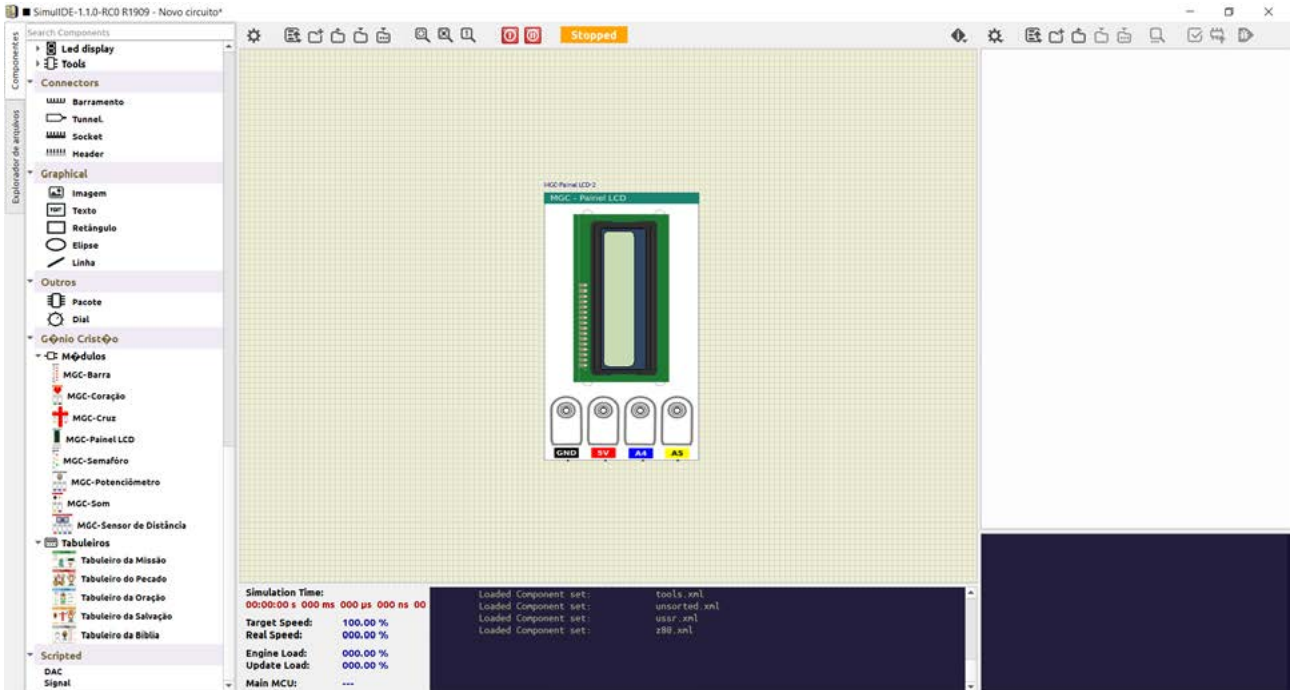 SimulIDE-1.1.0-RC0 R1909 - Novo circuito*
Componentes
Explorador de arquivos
Search Components
Led display
Tools
Connectors
Barramento
Tunnel.
Socket
Header
Graphical
Imagem
TEXT Texto
Retângulo
Elipse
Linha
Outros
Pacote
Dial
G�nio Crist�o
M�dulos
MGC-Barra
MGC-Coração
MGC-Cruz
MGC-Painel LCD
MGC-Semafóro
MGC-Potenciômetro
MGC-Som
MGC-Sensor de Distância
Tabuleiros
Tabuleiro da Missão
Tabuleiro do Pecado
Tabuleiro da Oração
Tabuleiro da Salvação
Tabuleiro da Bíblia
Scripted
DAC
Signal
Stopped
MGC-Painel LCD-2
MGC - Painel LCD
GND 5V A4 A5
Simulation Time:
00:00:00 s 000 ms 000 µs 000 ns 00
Target Speed: 100.00 %
Real Speed: 000.00 %
Engine Load: 000.00 %
Update Load: 000.00 %
Main MCU: ---
Loaded Component set: tools.xml
Loaded Component set: unsorted.xml
Loaded Component set: ussr.xml
Loaded Component set: z80.xml